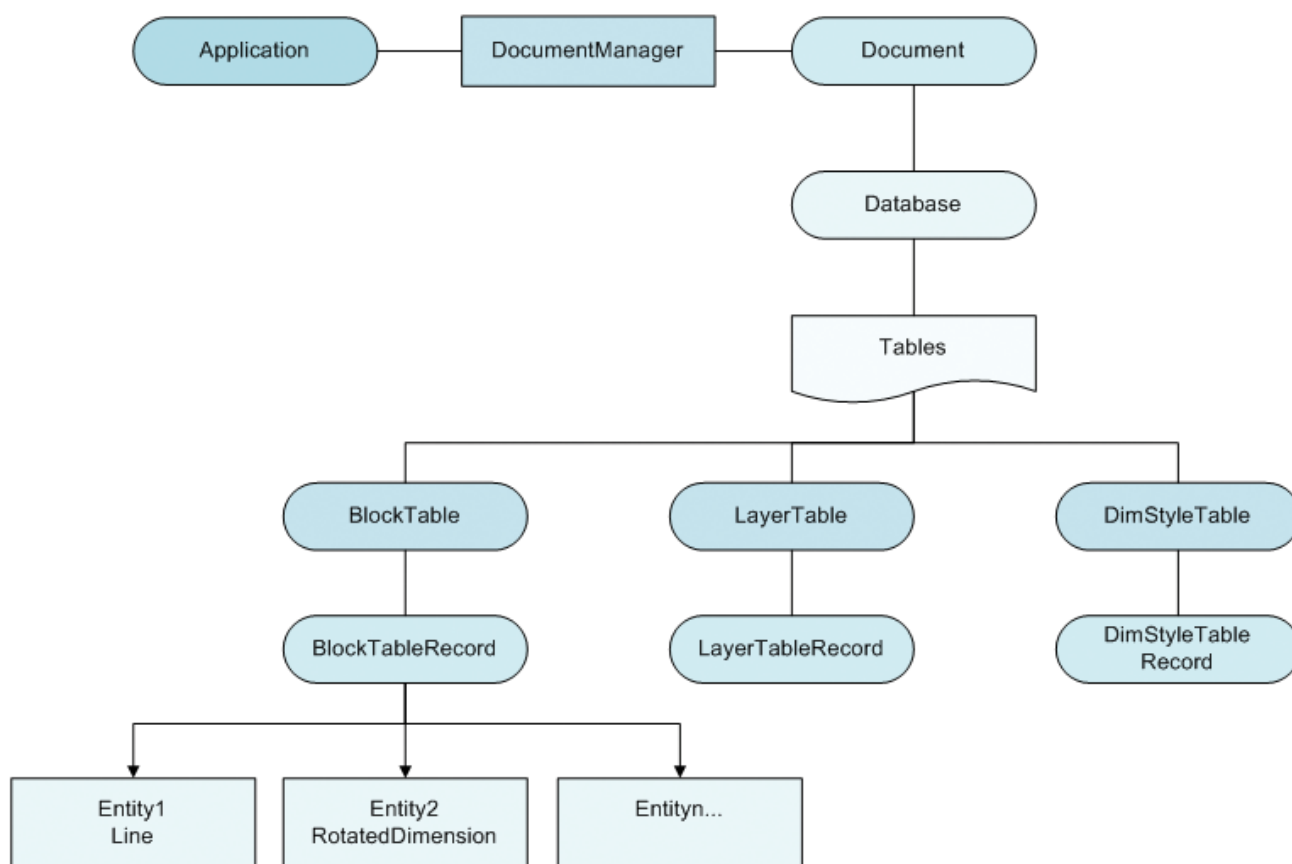 Application
DocumentManager
Document
Database
Tables
BlockTable
LayerTable
DimStyleTable
BlockTableRecord
LayerTableRecord
DimStyleTable
Record
Entity1
Line
Entity2
RotatedDimension
Entityn...